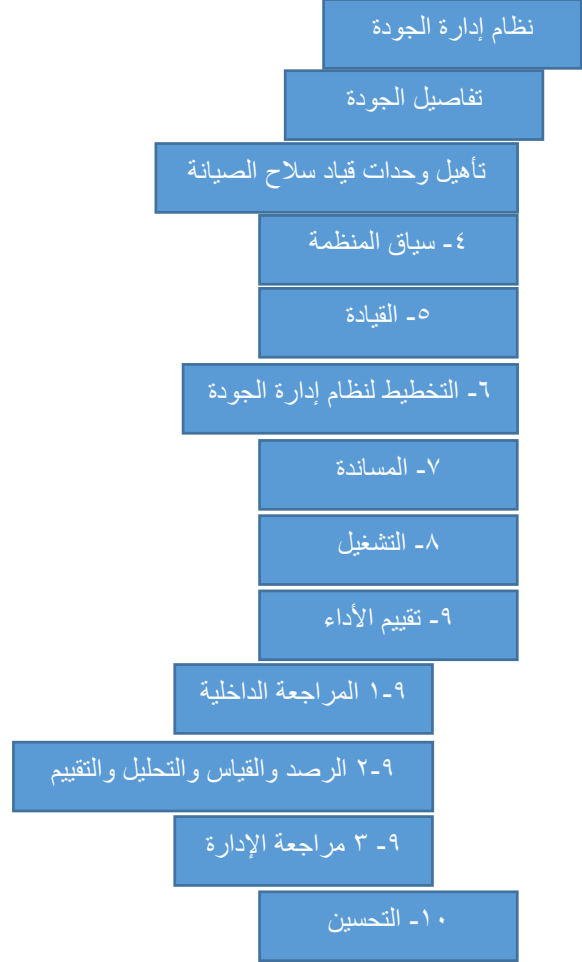 نظام إدارة الجودة
تفاصيل الجودة
تأهيل وحدات قياد سلاح الصيانة
٤- سياق المنظمة
٥- القيادة
٦- التخطيط لنظام إدارة الجودة
٧- المساندة
٨- التشغيل
٩- تقييم الأداء
٩-١ المراجعة الداخلية
٩-٢ الرصد والقياس والتحليل والتقييم
٩- ٣ مراجعة الإدارة
١٠- التحسين